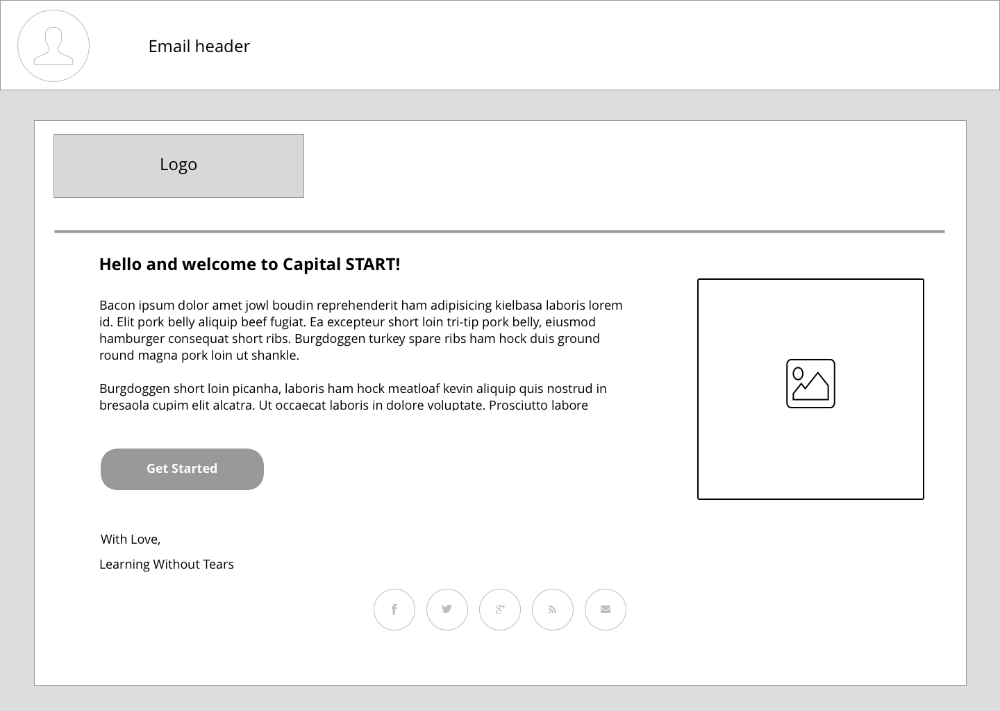 Email header
Logo
Hello and welcome to Capital START!
Bacon ipsum dolor amet jowl boudin reprehenderit ham adipisicing kielbasa laboris lorem
id. Elit pork belly aliquip beef fugiat. Ea excepteur short loin tri-tip pork belly, eiusmod
hamburger consequat short ribs. Burgdoggen turkey spare ribs ham hock duis ground
round magna pork loin ut shankle.
Burgdoggen short loin picanha, laboris ham hock meatloaf kevin aliquip quis nostrud in
bresaola cupim elit alcatra. Ut occaecat laboris in dolore voluptate. Prosciutto labore
Get Started
With Love,
Learning Without Tears